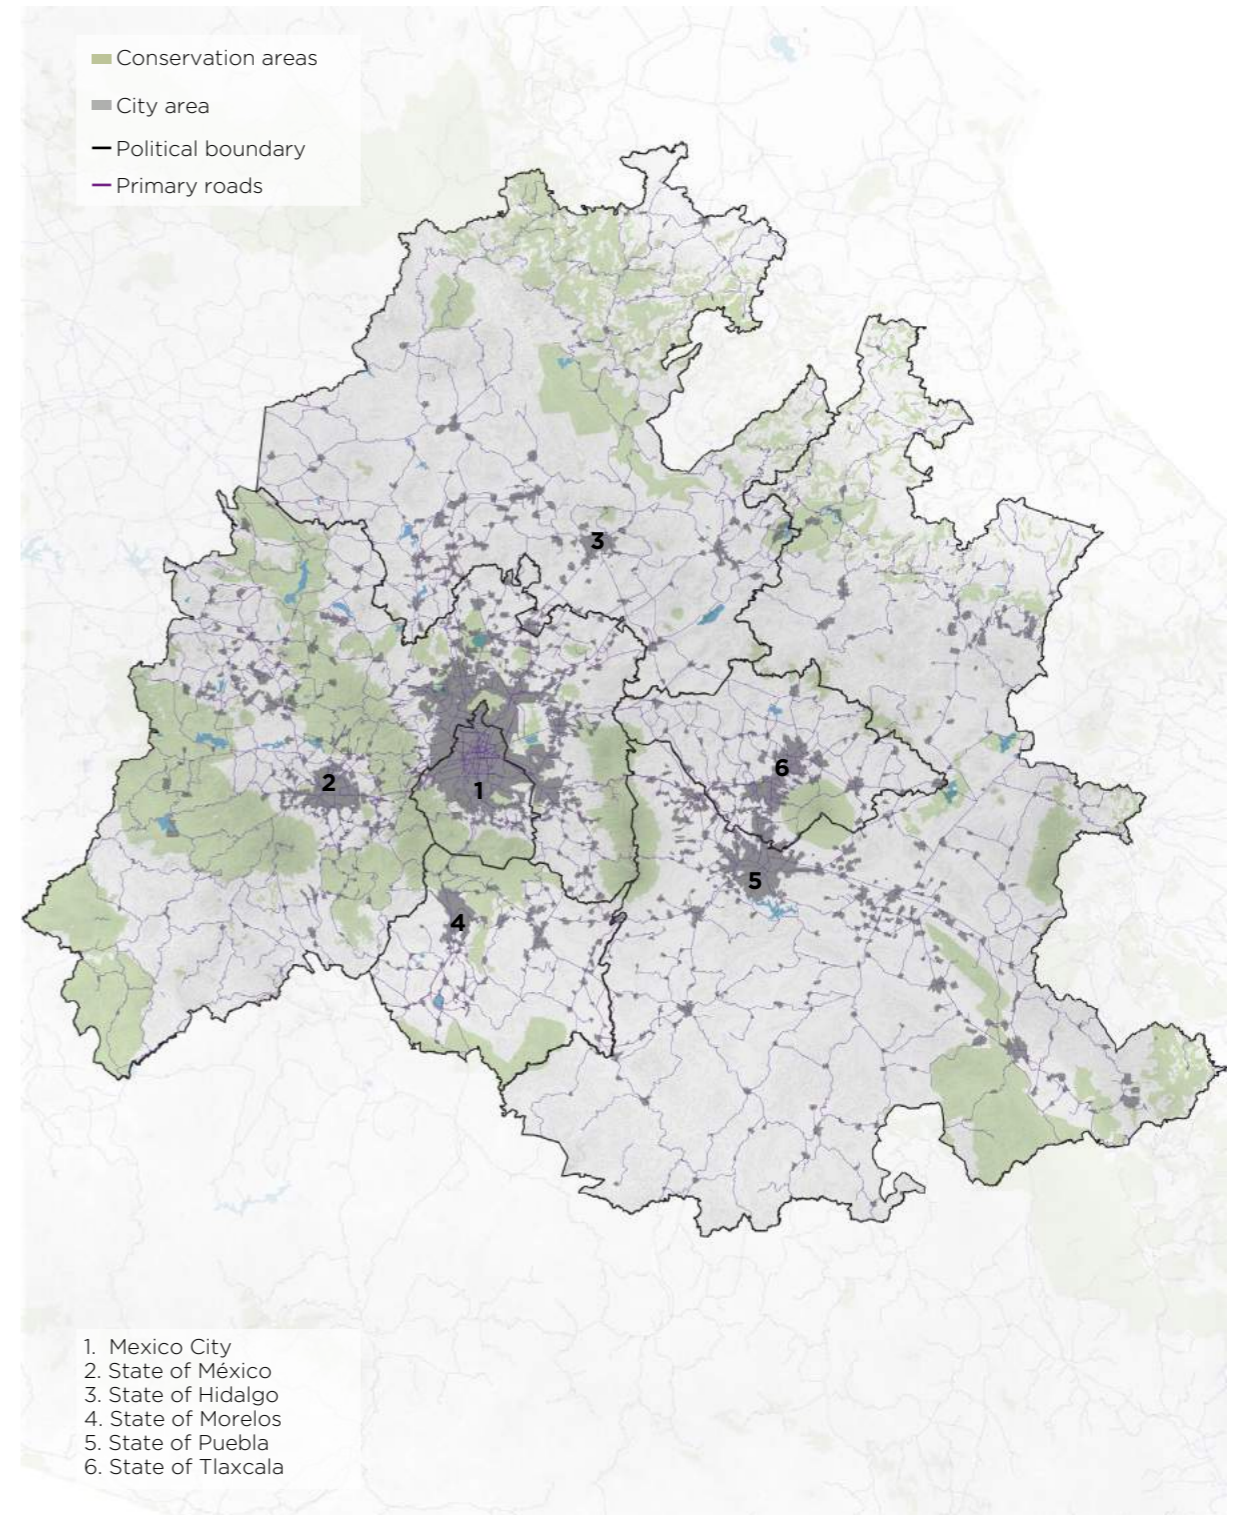 Conservation areas
City area
Political boundary
Primary roads
3
6
2
1
5
4
1. Mexico City
2. State of México
3. State of Hidalgo
4. State of Morelos
5. State of Puebla
6. State of Tlaxcala